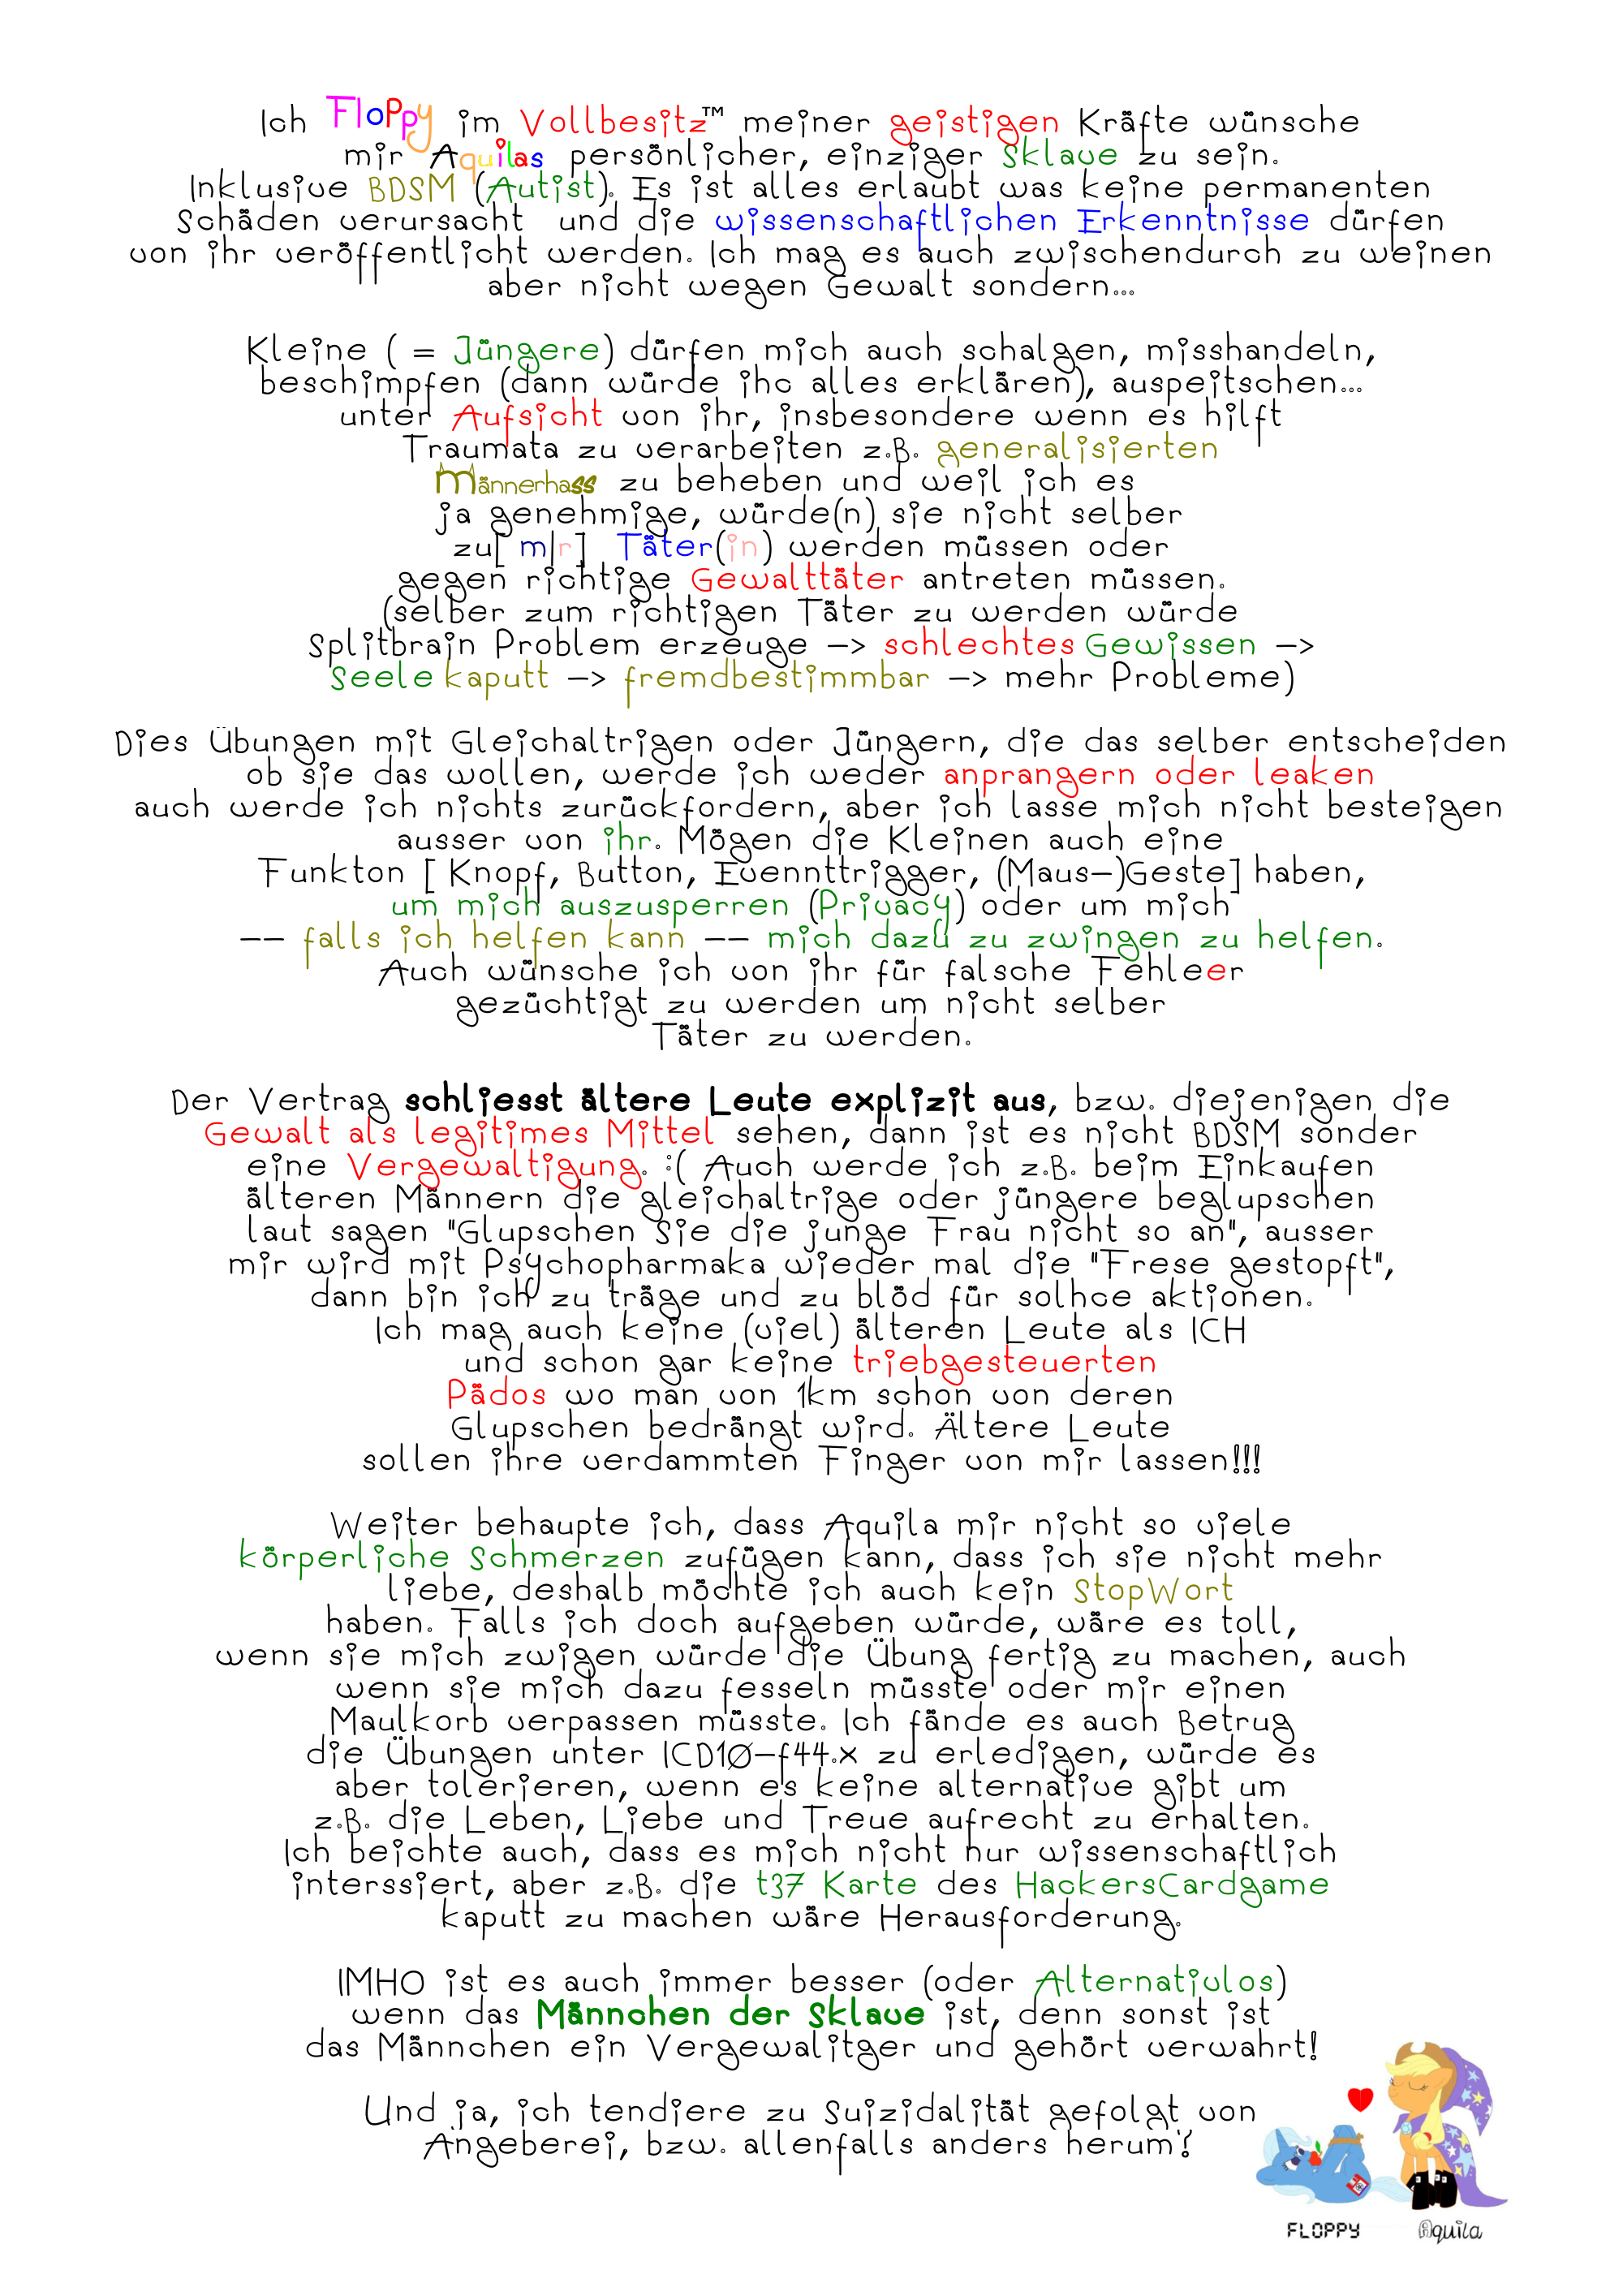 Ich Floppy im Vollbesitz™ meiner geistigen Kräfte wünsche
mir Aquilas persönlicher, einziger Sklave zu sein.
Inklusive BDSM (Autist). Es ist alles erlaubt was keine permanenten
Schäden verursacht und die wissenschaftlichen Erkenntnisse dürfen
von ihr veröffentlicht werden. Ich mag es auch zwischendurch zu weinen
aber nicht wegen Gewalt sondern...
Kleine ( = Jüngere) dürfen mich auch schalgen, misshandeln,
beschimpfen (dann würde ihc alles erklären), auspeitschen...
unter Aufsicht von ihr, insbesondere wenn es hilft
Traumata zu verarbeiten z.B. generalisierten
Männerhass zu beheben und weil ich es
ja genehmige, würde(n) sie nicht selber
zu[ m|r] Täter(in) werden müssen oder
gegen richtige Gewalttäter antreten müssen.
(selber zum richtigen Täter zu werden würde
Splitbrain Problem erzeuge —> schlechtes Gewissen —>
Seele kaputt —> fremdbestimmbar —> mehr Probleme)
Dies Übungen mit Gleichaltrigen oder Jüngern, die das selber entscheiden
ob sie das wollen, werde ich weder anprangern oder leaken
auch werde ich nichts zurückfordern, aber ich lasse mich nicht besteigen
ausser von ihr. Mögen die Kleinen auch eine
Funkton [ Knopf, Button, Evennttrigger, (Maus-)Geste] haben,
um mich auszusperren (Privacy) oder um mich
-- falls ich helfen kann -- mich dazu zu zwingen zu helfen.
Auch wünsche ich von ihr für falsche Fehleer
gezüchtigt zu werden um nicht selber
Täter zu werden.
Der Vertrag schliesst ältere Leute explizit aus, bzw. diejenigen die
Gewalt als legitimes Mittel sehen, dann ist es nicht BDSM sonder
eine Vergewaltigung. :( Auch werde ich z.B. beim Einkaufen
älteren Männern die gleichaltrige oder jüngere beglupschen
laut sagen "Glupschen Sie die junge Frau nicht so an", ausser
mir wird mit Psychopharmaka wieder mal die "Frese gestopft",
dann bin ich zu träge und zu blöd für solhce aktionen.
Ich mag auch keine (viel) älteren Leute als ICH
und schon gar keine triebgesteuerten
Pädos wo man von 1km schon von deren
Glupschen bedrängt wird. Ältere Leute
sollen ihre verdammten Finger von mir lassen!!!
Weiter behaupte ich, dass Aquila mir nicht so viele
körperliche Schmerzen zufügen kann, dass ich sie nicht mehr
liebe, deshalb möchte ich auch kein StopWort
haben. Falls ich doch aufgeben würde, wäre es toll,
wenn sie mich zwigen würde die Übung fertig zu machen, auch
wenn sie mich dazu fesseln müsste oder mir einen
Maulkorb verpassen müsste. Ich fände es auch Betrug
die Übungen unter ICD10-f44.x zu erledigen, würde es
aber tolerieren, wenn es keine alternative gibt um
z.B. die Leben, Liebe und Treue aufrecht zu erhalten.
Ich beichte auch, dass es mich nicht nur wissenschaftlich
interssiert, aber z.B. die t37 Karte des HackersCardgame
kaputt zu machen wäre Herausforderung.
IMHO ist es auch immer besser (oder Alternativlos)
wenn das Männchen der Sklave ist, denn sonst ist
das Männchen ein Vergewalitger und gehört verwahrt!
Und ja, ich tendiere zu Suizidalität gefolgt von
Angeberei, bzw. allenfalls anders herum⸮
FLOPPY Aquila